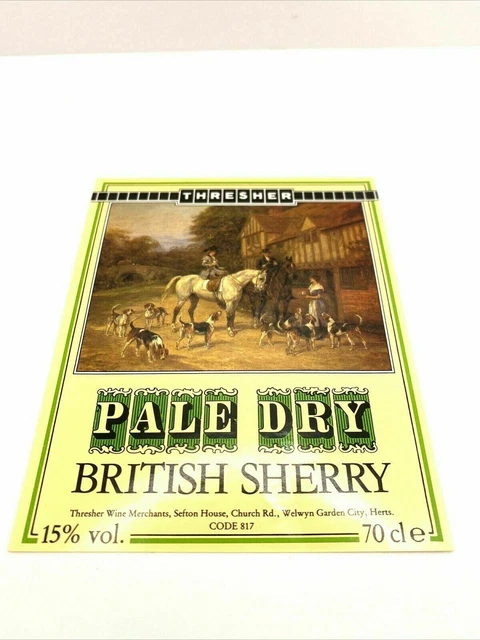 THRESHER
PALE DRY
BRITISH SHERRY
Thresher Wine Merchants, Sefton House, Church Rd., Welwyn Garden City, Herts.
CODE 817
15% vol.
70 cl e